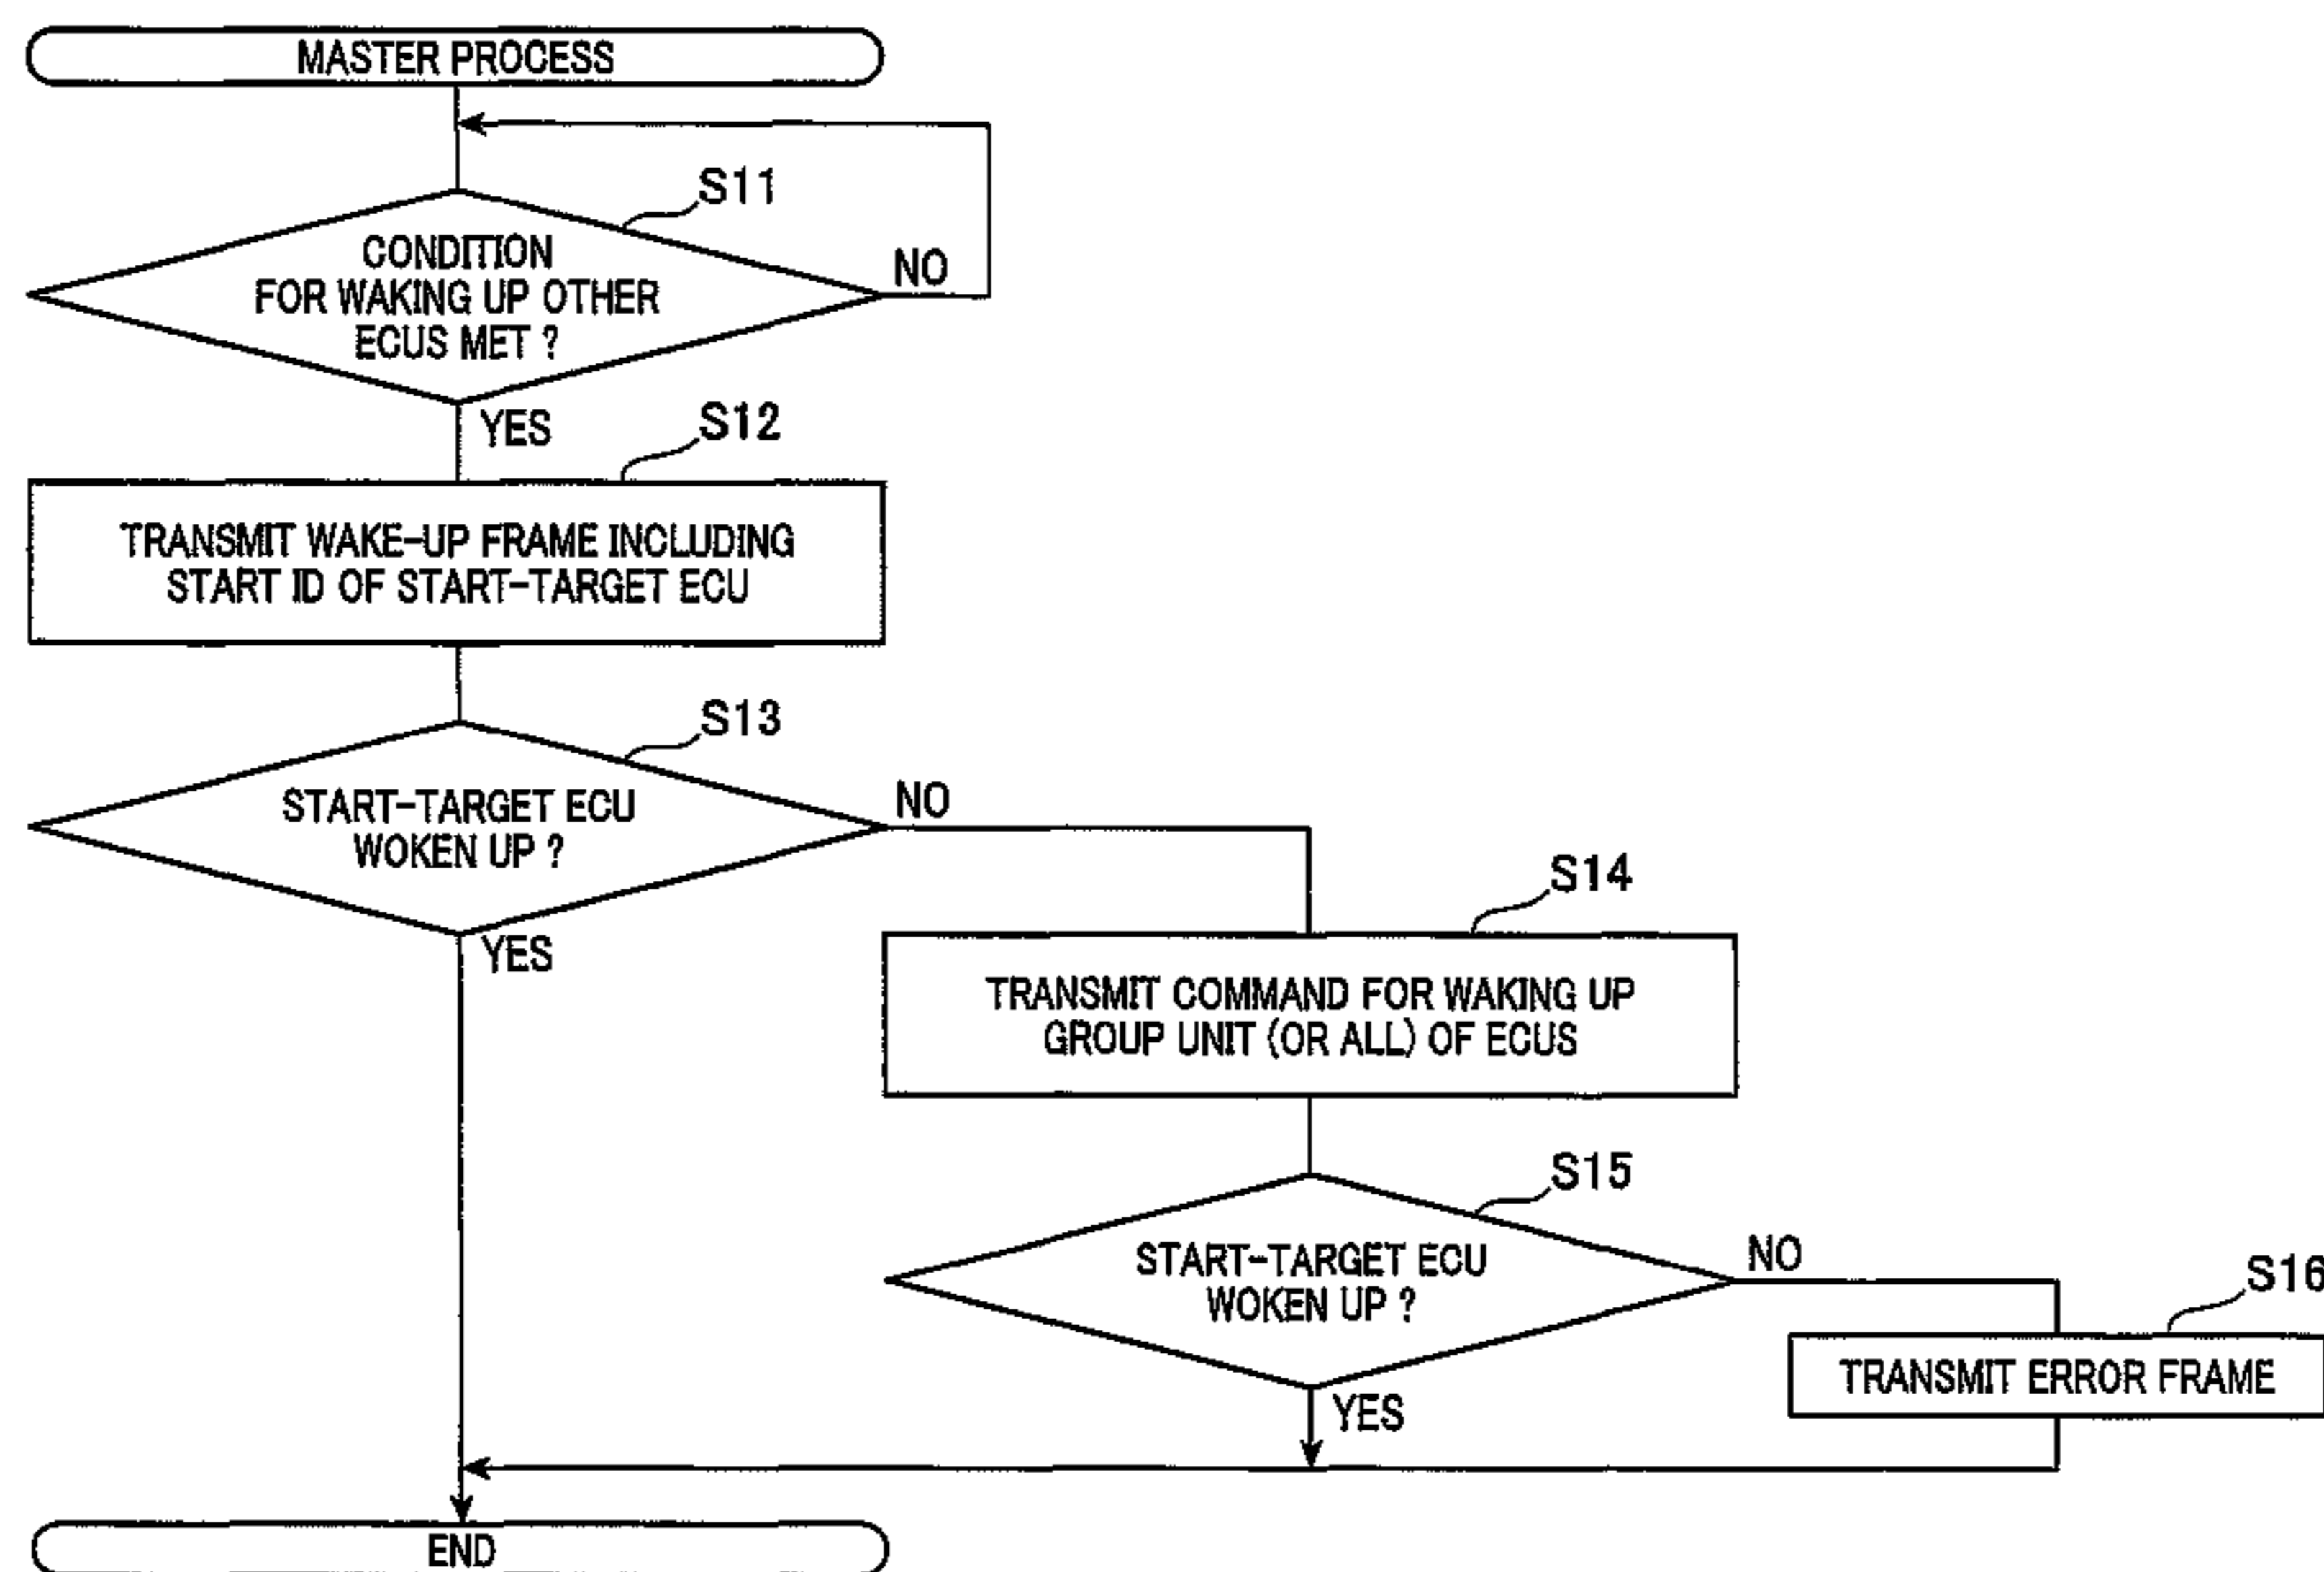 MASTER PROCESS
S11
CONDITION
FOR WAKING UP OTHER
ECUS MET ?
NO
YES
S12
TRANSMIT WAKE-UP FRAME INCLUDING
START ID OF START-TARGET ECU
S13
START-TARGET ECU
WOKEN UP ?
NO
YES
S14
TRANSMIT COMMAND FOR WAKING UP
GROUP UNIT (OR ALL) OF ECUS
S15
START-TARGET ECU
WOKEN UP ?
NO
YES
S16
TRANSMIT ERROR FRAME
END